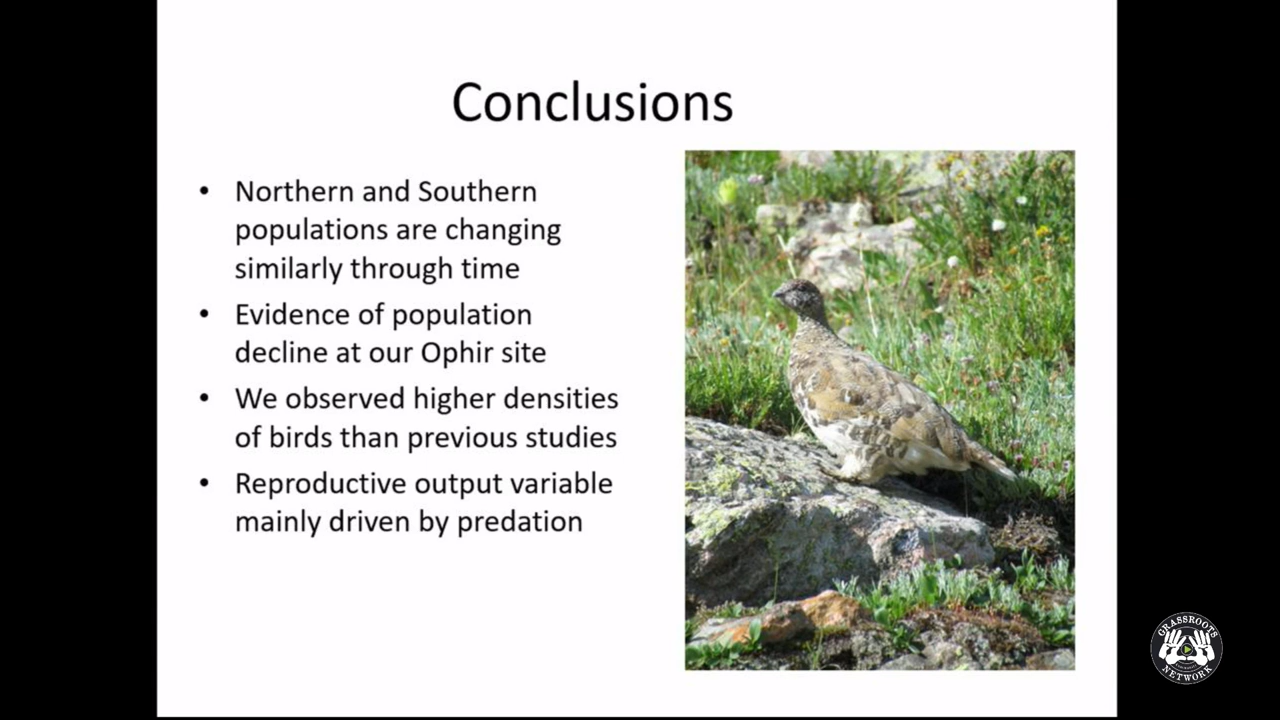 Conclusions
• Northern and Southern
populations are changing
similarly through time
• Evidence of population
decline at our Ophir site
• We observed higher densities
of birds than previous studies
• Reproductive output variable
mainly driven by predation
GRASSROOTS
NETWORK